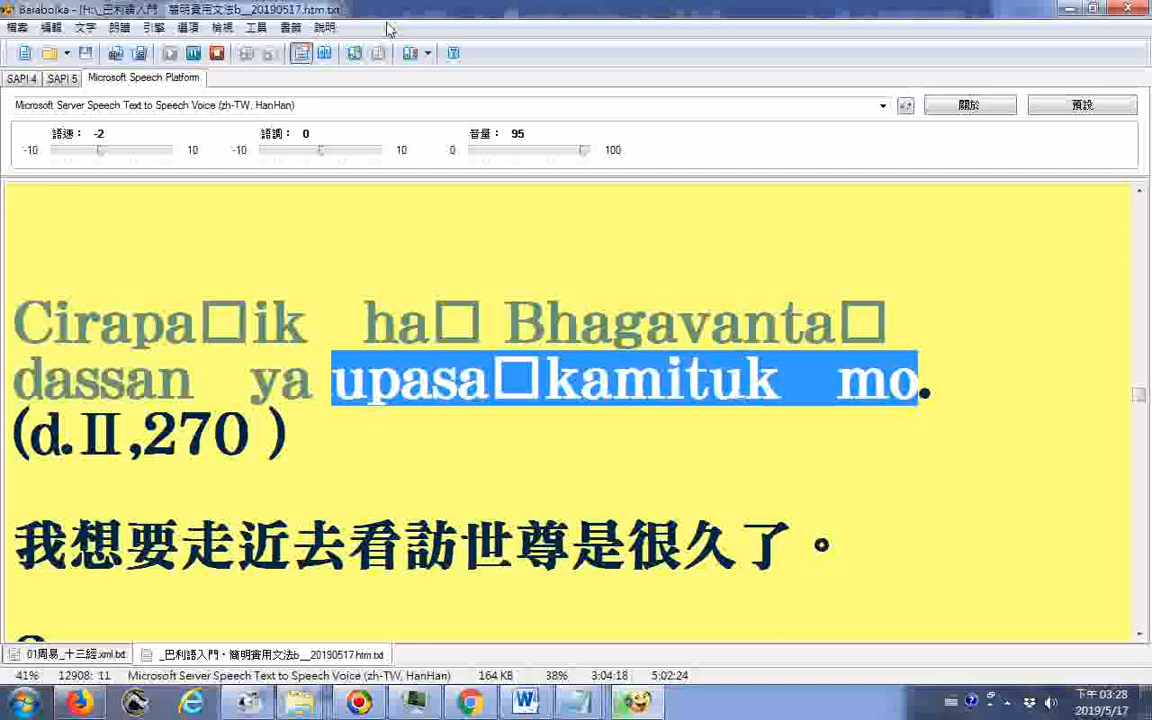 Balabolka - [H:\_巴利語入門‧簡明實用文法b__20190517.htm.txt]
檔案 編輯 文字 朗讀 引擎 選項 檢視 工具 書籤 說明
SAPI 4 SAPI 5 Microsoft Speech Platform
Microsoft Server Speech Text to Speech Voice (zh-TW, HanHan) 關於 預設
語速： -2 語調： 0 音量： 95
-10 10 -10 10 0 100
Cirapa□ik ha□ Bhagavanta□
dassan ya upasa□kamituk mo.
(d.Ⅱ,270 )
我想要走近去看訪世尊是很久了。
01周易_十三經.xml.txt _巴利語入門‧簡明實用文法b__20190517.htm.txt
41% 12908: 11 Microsoft Server Speech Text to Speech Voice (zh-TW, HanHan) 164 KB 38% 3:04:18 5:02:24
下午 03:28
2019/5/17